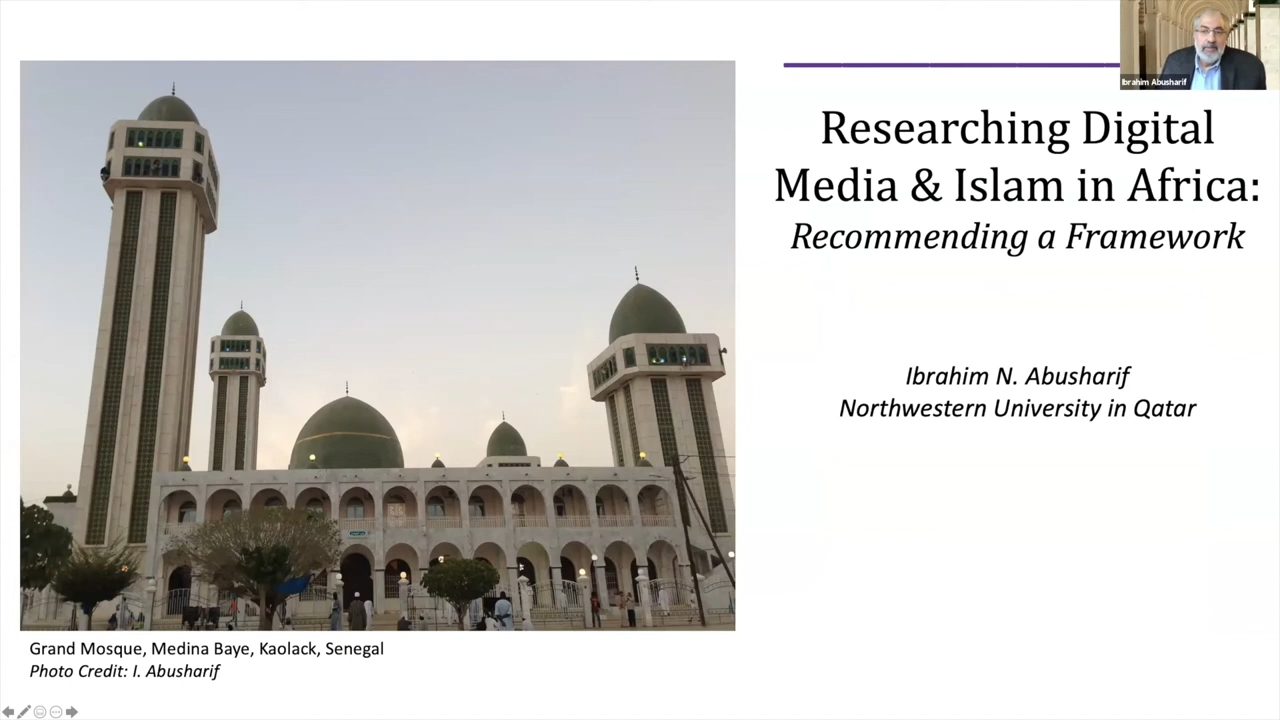 Ibrahim Abusharif
Researching Digital
Media & Islam in Africa:
Recommending a Framework
Ibrahim N. Abusharif
Northwestern University in Qatar
Grand Mosque, Medina Baye, Kaolack, Senegal
Photo Credit: I. Abusharif